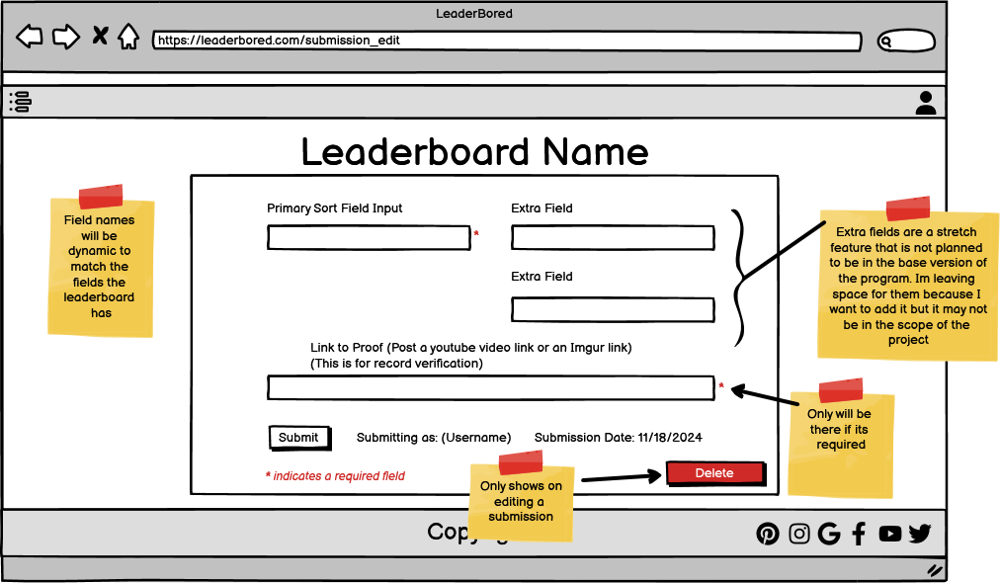 LeaderBored
https://leaderbored.com/submission_edit
Leaderboard Name
Field names
will be
dynamic to
match the
fields the
leaderboard
has
Primary Sort Field Input
*
Extra Field
Extra Field
Extra fields are a stretch
feature that is not planned
to be in the base version of
the program. Im leaving
space for them because I
want to add it but it may not
be in the scope of the
project
Link to Proof (Post a youtube video link or an Imgur link)
(This is for record verification)
*
Only will be
there if its
required
Submit
Submitting as: (Username)
Submission Date: 11/18/2024
* indicates a required field
Only shows on
editing a
submission
Delete